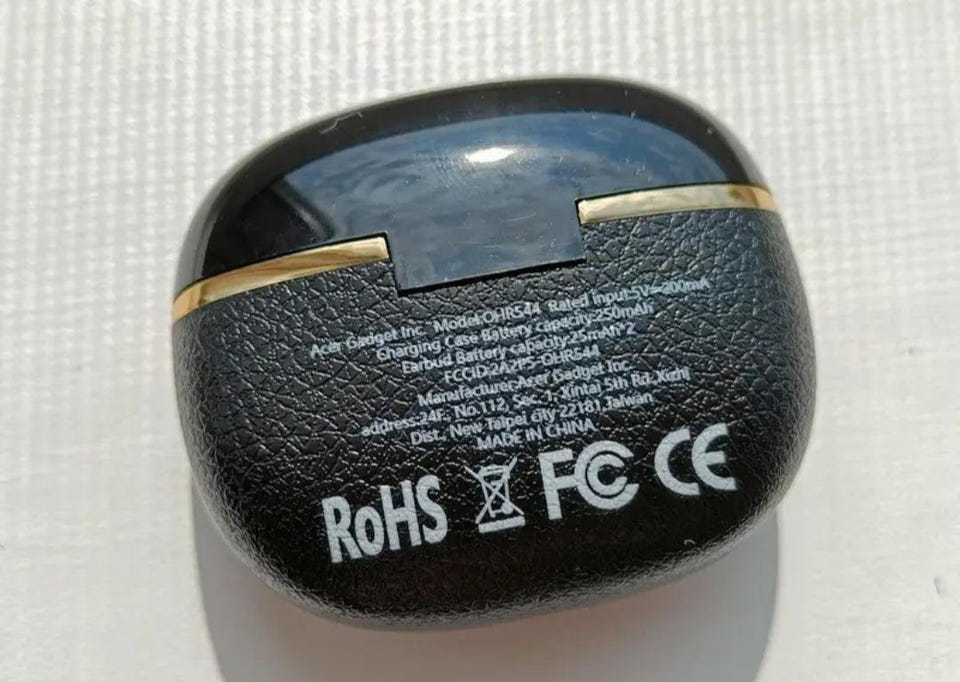 Acer Gadget Inc. Model:OHR544 Rated input:5V⎓200mA
Charging Case Battery capacity:250mAh
Earbud Battery capacity:25mAh*2
FCCID:2A2P5-OHR544
Manufacturer:Acer Gadget Inc.
address:24F., No.112, Sec. 1, Xintai 5th Rd.,Xizhi
Dist., New Taipei city 22181,Taiwan
MADE IN CHINA
RoHS FC CE